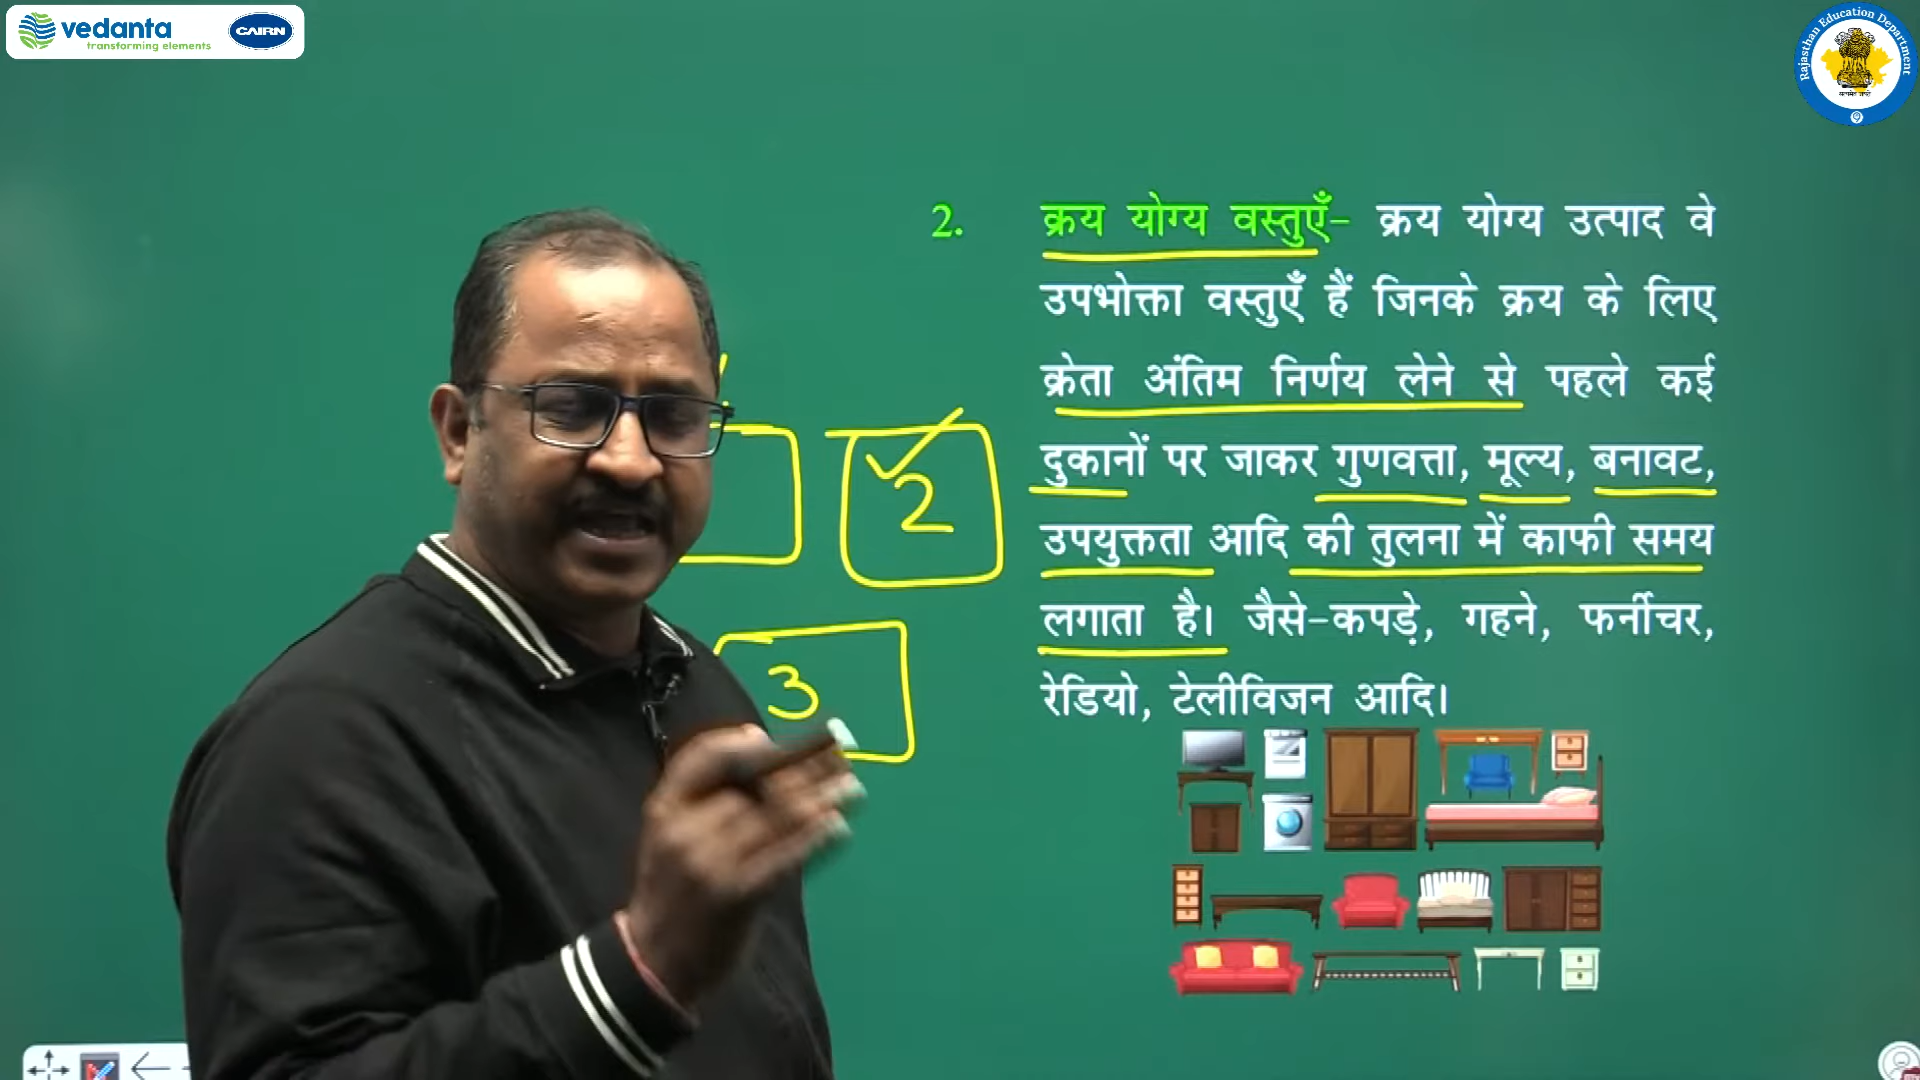 vedanta
transforming elements
CAIRN
Rajasthan Education Department
2. क्रय योग्य वस्तुएँ- क्रय योग्य उत्पाद वे
उपभोक्ता वस्तुएँ हैं जिनके क्रय के लिए
क्रेता अंतिम निर्णय लेने से पहले कई
दुकानों पर जाकर गुणवत्ता, मूल्य, बनावट,
उपयुक्तता आदि की तुलना में काफी समय
लगाता है। जैसे-कपड़े, गहने, फर्नीचर,
रेडियो, टेलीविजन आदि।
2
3